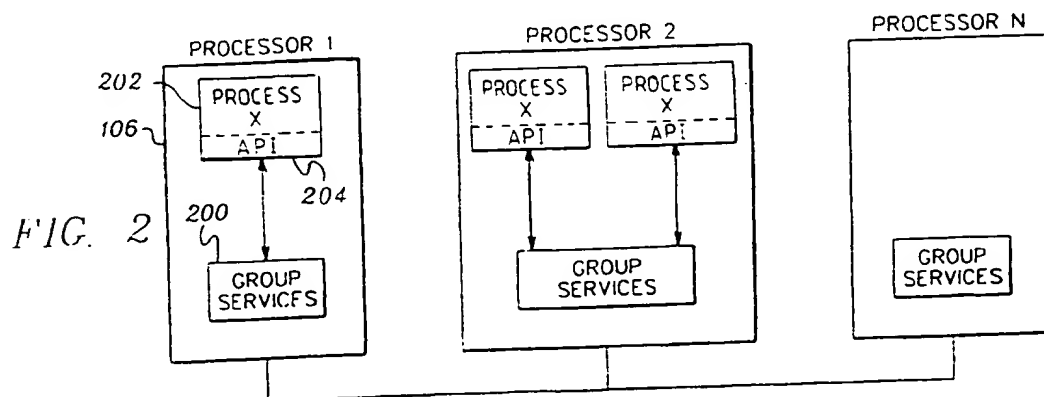 PROCESSOR 1
PROCESSOR 2
PROCESSOR N
202
PROCESS
X
API
PROCESS
X
API
PROCESS
X
API
106
204
200
FIG. 2
GROUP
SERVICES
GROUP
SERVICES
GROUP
SERVICES